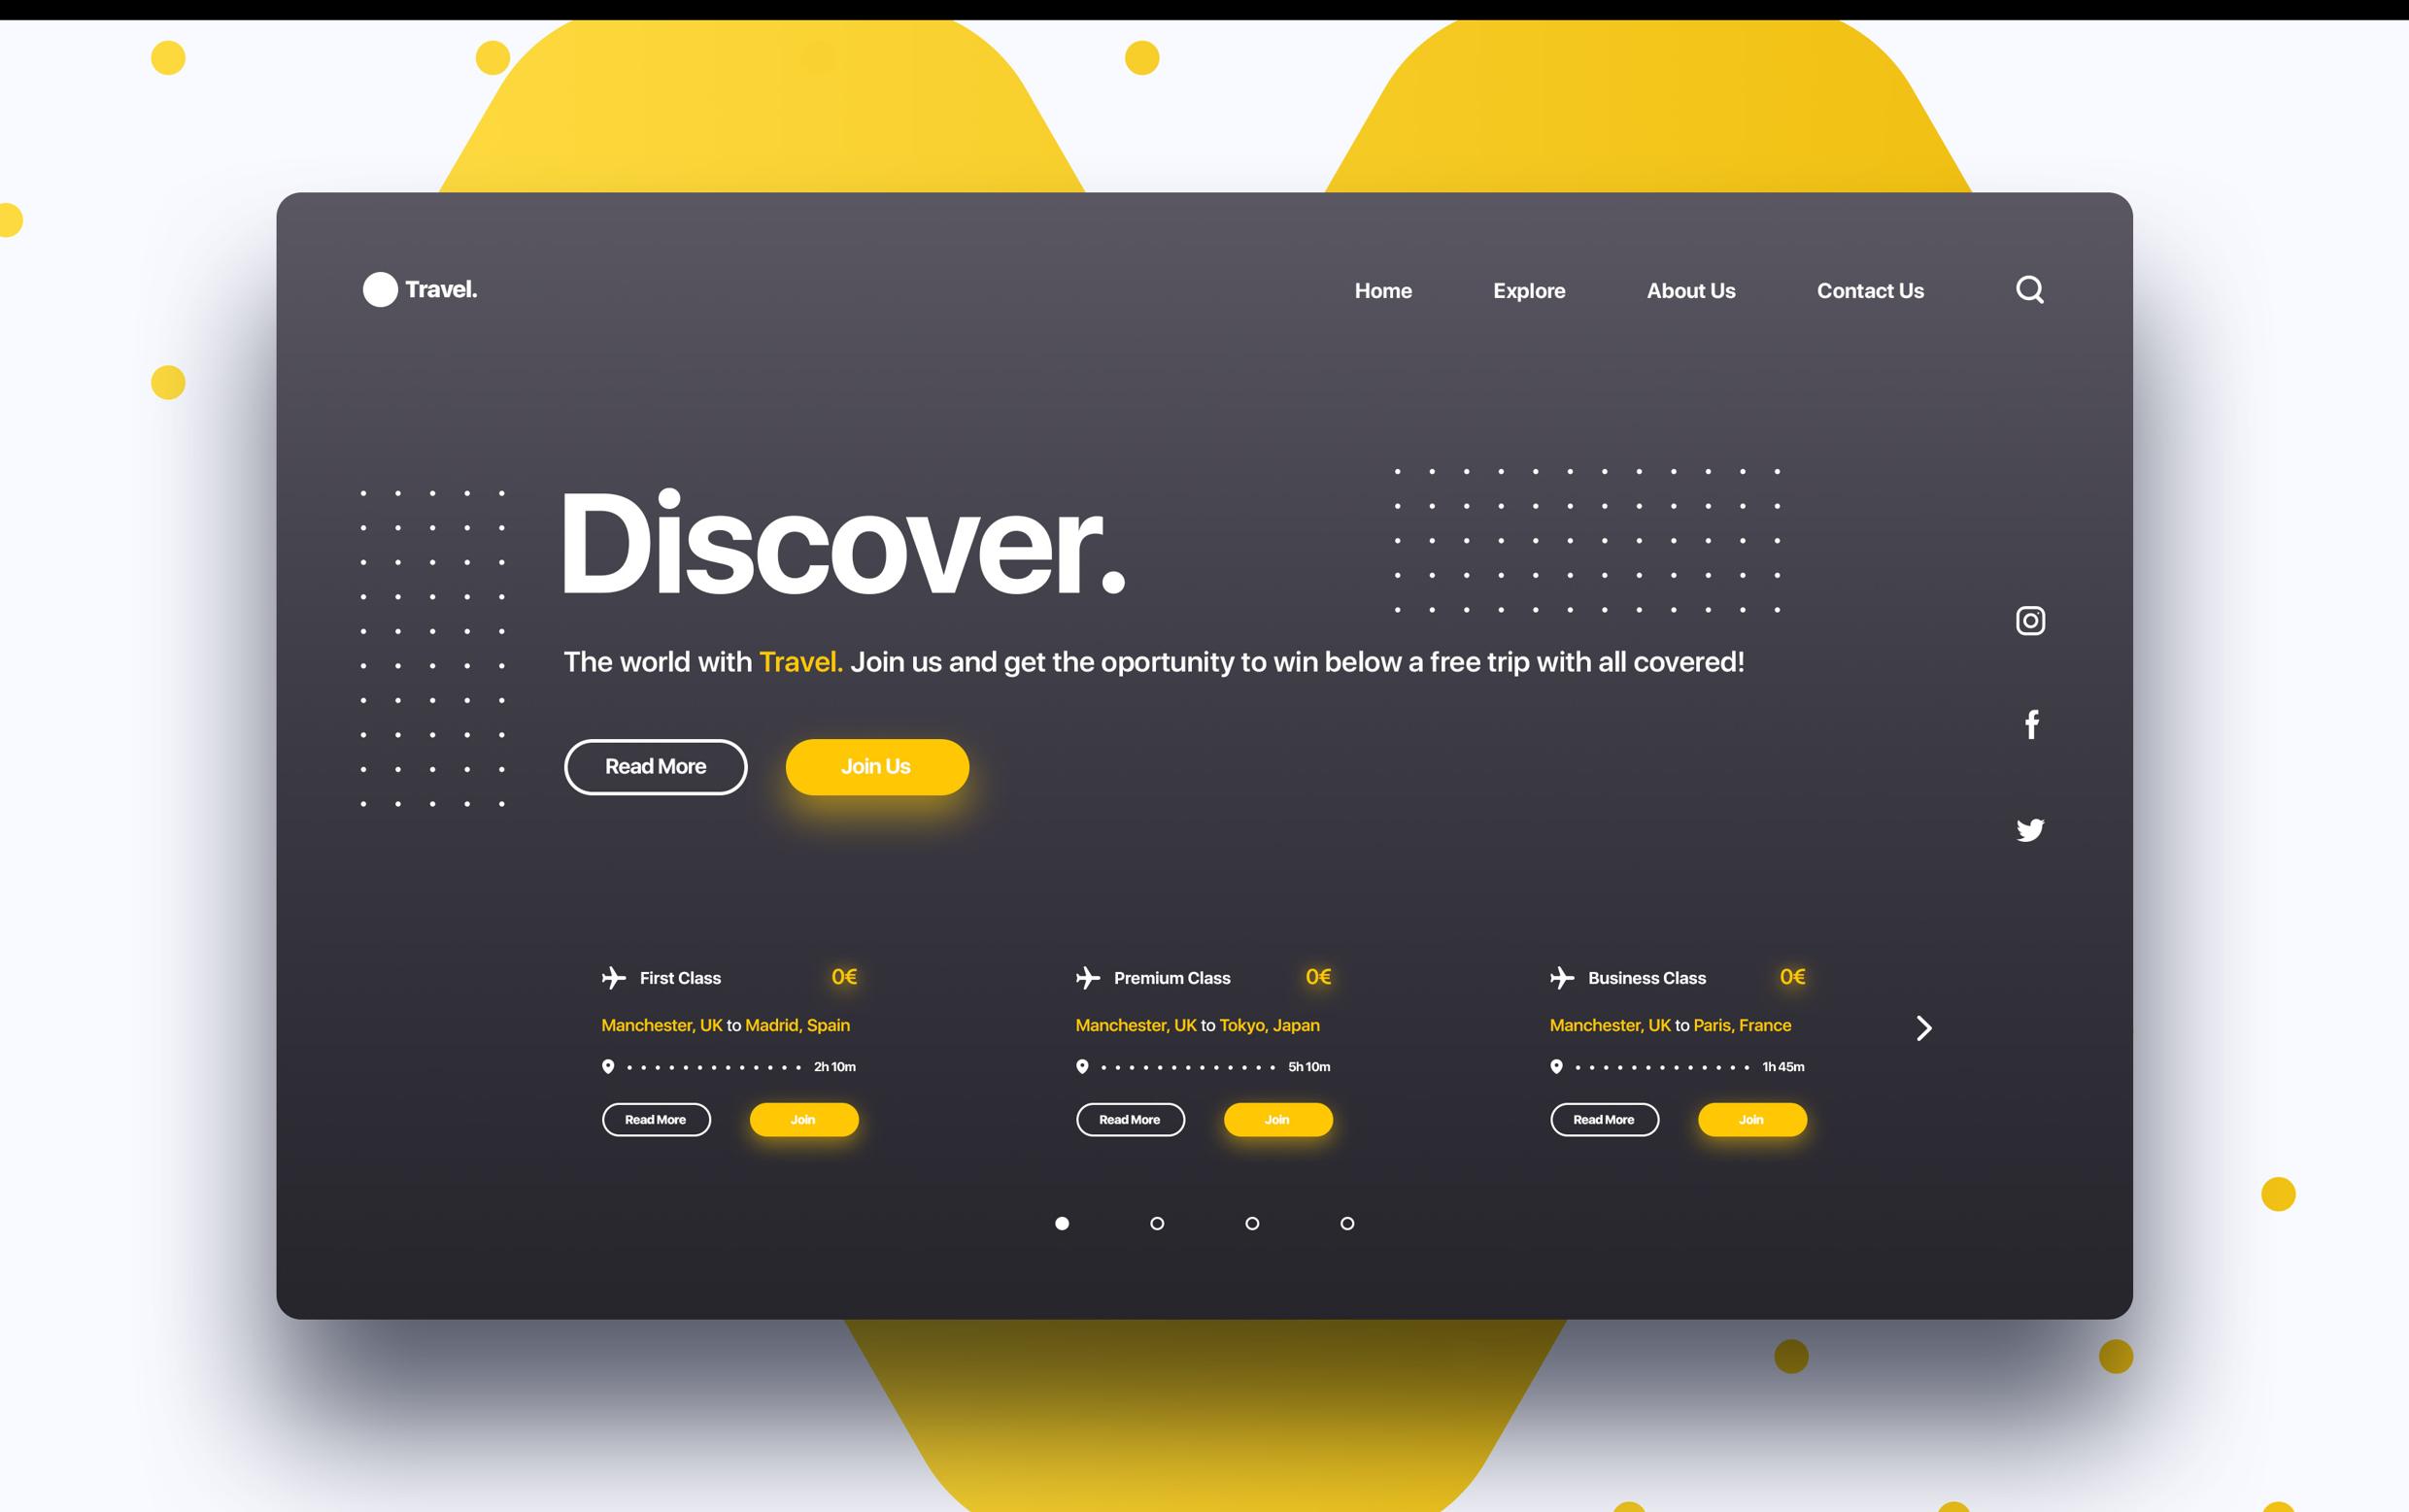 Travel.
Home Explore About Us Contact Us
Discover.
The world with Travel. Join us and get the oportunity to win below a free trip with all covered!
Read More Join Us
First Class 0€
Manchester, UK to Madrid, Spain
2h 10m
Read More Join
Premium Class 0€
Manchester, UK to Tokyo, Japan
5h 10m
Read More Join
Business Class 0€
Manchester, UK to Paris, France
1h 45m
Read More Join